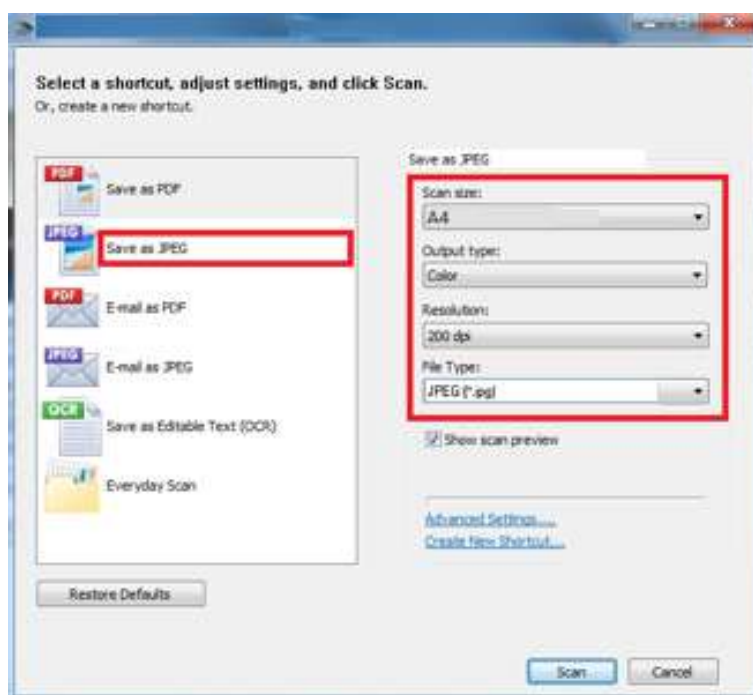 Select a shortcut, adjust settings, and click Scan.
Or, create a new shortcut.
PDF
Save as PDF
JPEG
Save as JPEG
PDF
E-mail as PDF
JPEG
E-mail as JPEG
OCR
Save as Editable Text (OCR)
Everyday Scan
Restore Defaults
Save as JPEG
Scan size:
A4
Output type:
Color
Resolution:
200 dpi
File Type:
JPEG (*.jpg)
Show scan preview
Advanced Settings....
Create New Shortcut....
Scan
Cancel